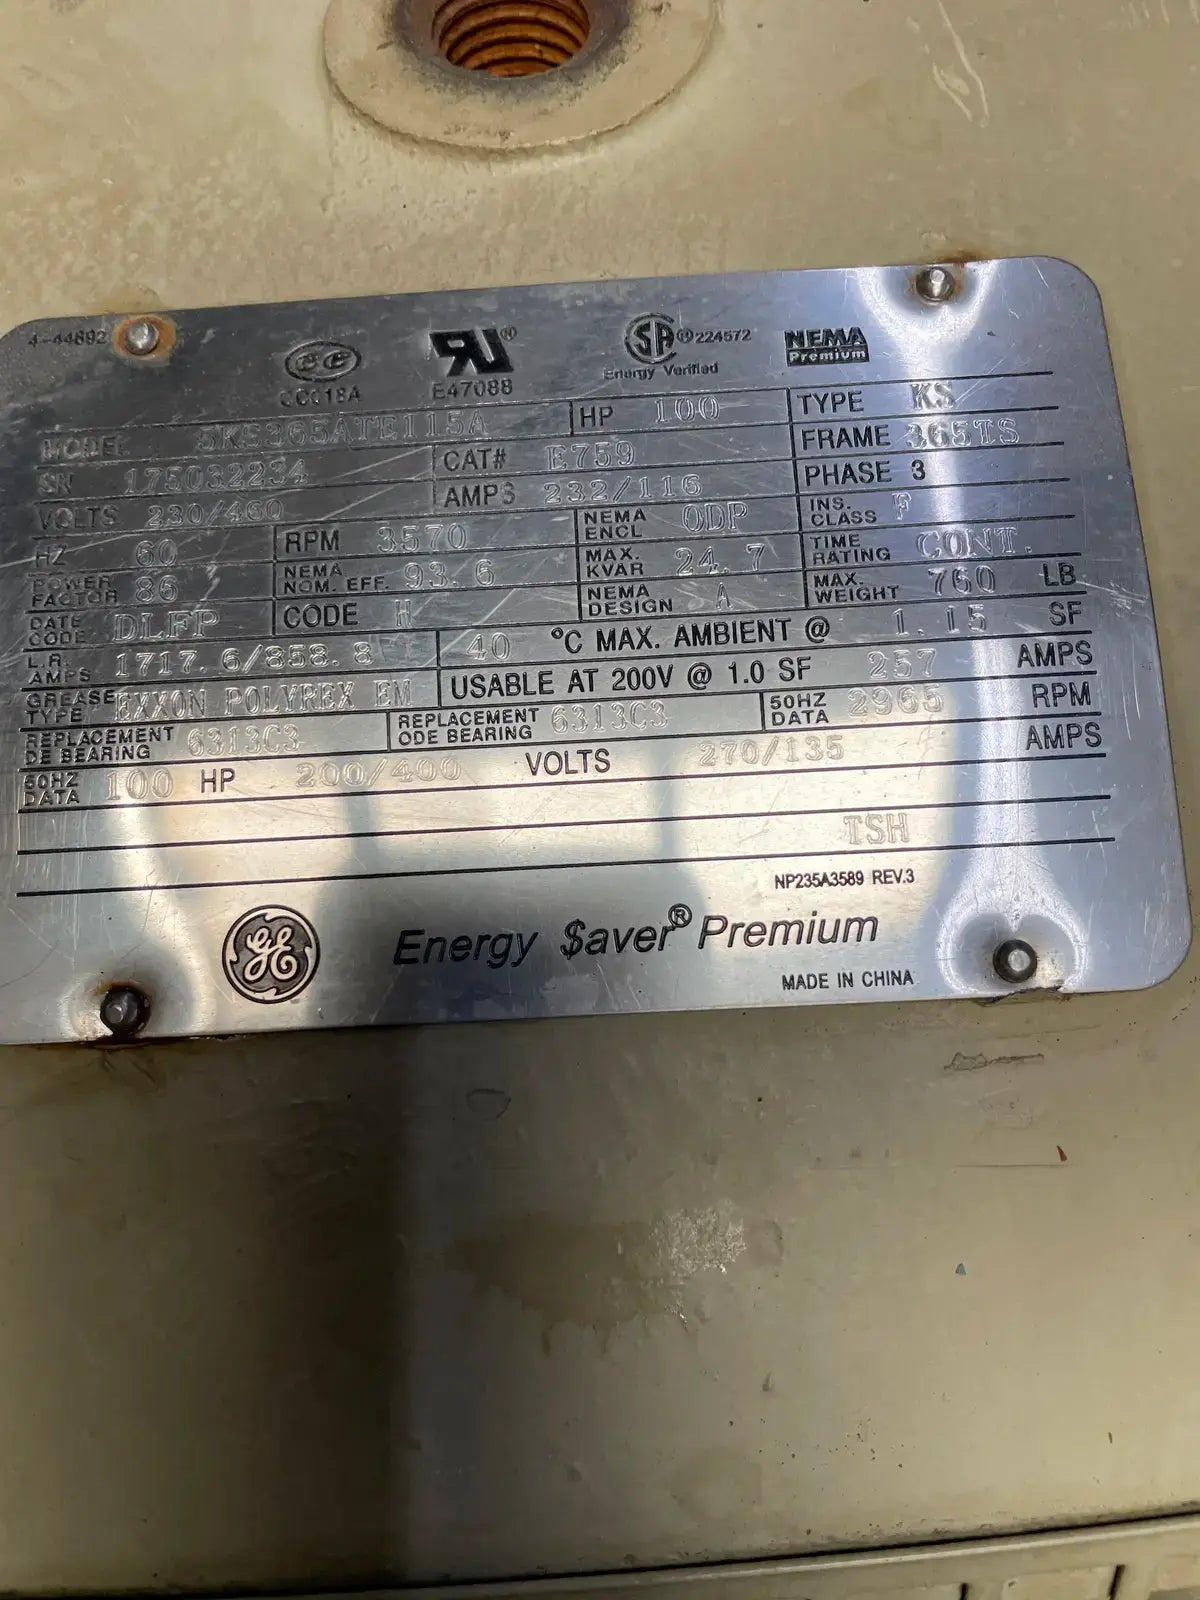 4-44892
CCC18A
UR® E47088
SA ® 224572
Energy Verified
NEMA Premium
MODEL 5KS365ATE115A HP 100 TYPE KS
SN 175032234 CAT# E759 FRAME 365TS
VOLTS 230/460 AMPS 232/116 PHASE 3
HZ 60 RPM 3570 NEMA ENCL ODP INS. CLASS F
POWER FACTOR 86 NEMA NOM. EFF. 93.6 MAX. KVAR 24.7 TIME RATING CONT.
DATE CODE DLFP CODE H NEMA DESIGN A MAX. WEIGHT 760 LB
L.R. AMPS 1717.6/858.8 40 °C MAX. AMBIENT @ 1.15 SF
GREASE TYPE EXXON POLYREX EM USABLE AT 200V @ 1.0 SF 257 AMPS
REPLACEMENT DE BEARING 6313C3 REPLACEMENT ODE BEARING 6313C3 50HZ DATA 2965 RPM
50HZ DATA 100 HP 200/400 VOLTS 270/135 AMPS
TSH
NP235A3589 REV.3
GE Energy $aver® Premium
MADE IN CHINA